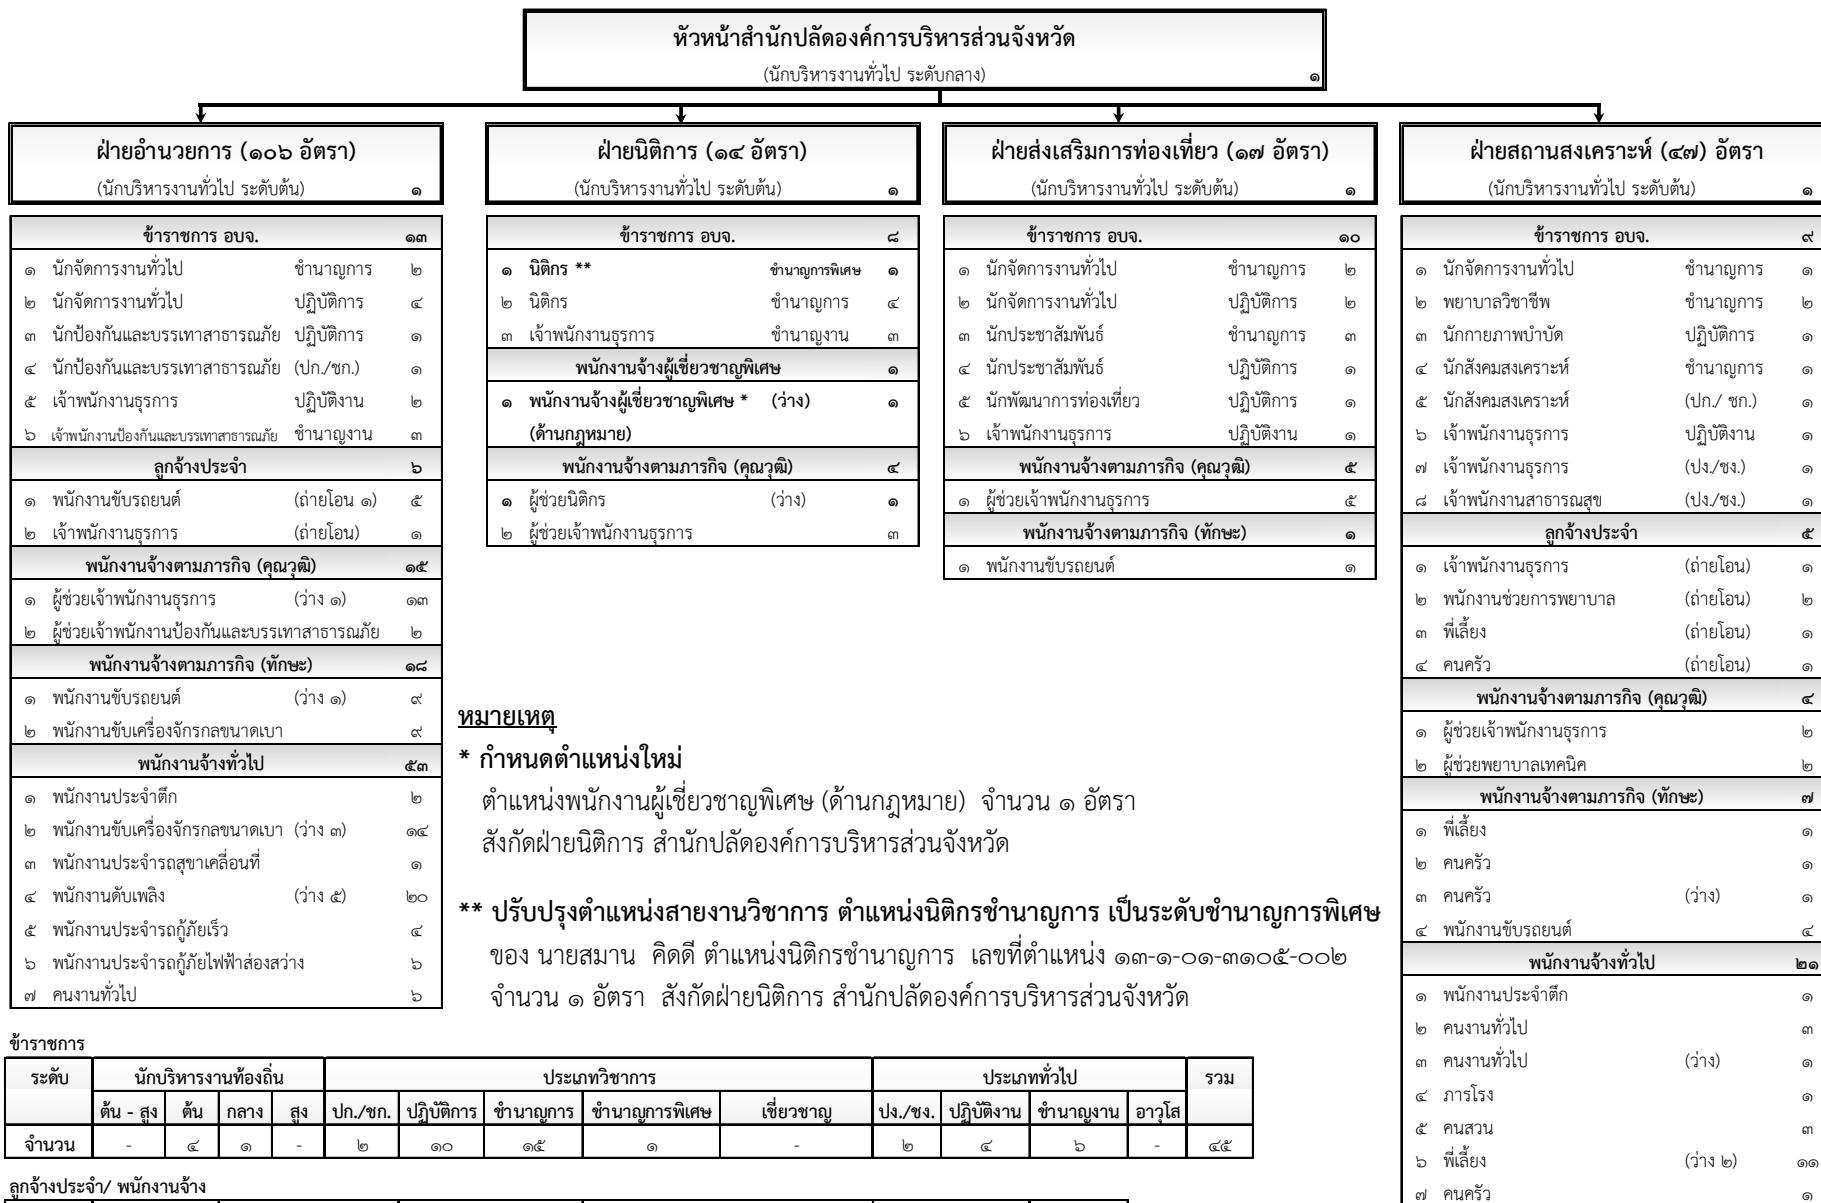 หัวหน้าสำนักปลัดองค์การบริหารส่วนจังหวัด
(นักบริหารงานทั่วไป ระดับกลาง) ๑
ฝ่ายอำนวยการ (๑๐๖ อัตรา)
(นักบริหารงานทั่วไป ระดับต้น) ๑
ข้าราชการ อบจ. ๑๓
๑ นักจัดการงานทั่วไป ชำนาญการ ๒
๒ นักจัดการงานทั่วไป ปฏิบัติการ ๔
๓ นักป้องกันและบรรเทาสาธารณภัย ปฏิบัติการ ๑
๔ นักป้องกันและบรรเทาสาธารณภัย (ปก./ชก.) ๑
๕ เจ้าพนักงานธุรการ ปฏิบัติงาน ๒
๖ เจ้าพนักงานป้องกันและบรรเทาสาธารณภัย ชำนาญงาน ๓
ลูกจ้างประจำ ๖
๑ พนักงานขับรถยนต์ (ถ่ายโอน ๑) ๕
๒ เจ้าพนักงานธุรการ (ถ่ายโอน) ๑
พนักงานจ้างตามภารกิจ (คุณวุฒิ) ๑๕
๑ ผู้ช่วยเจ้าพนักงานธุรการ (ว่าง ๑) ๑๓
๒ ผู้ช่วยเจ้าพนักงานป้องกันและบรรเทาสาธารณภัย ๒
พนักงานจ้างตามภารกิจ (ทักษะ) ๑๘
๑ พนักงานขับรถยนต์ (ว่าง ๑) ๙
๒ พนักงานขับเครื่องจักรกลขนาดเบา ๙
พนักงานจ้างทั่วไป ๕๓
๑ พนักงานประจำตึก ๒
๒ พนักงานขับเครื่องจักรกลขนาดเบา (ว่าง ๓) ๑๔
๓ พนักงานประจำรถสุขาเคลื่อนที่ ๑
๔ พนักงานดับเพลิง (ว่าง ๕) ๒๐
๕ พนักงานประจำรถกู้ภัยเร็ว ๔
๖ พนักงานประจำรถกู้ภัยไฟฟ้าส่องสว่าง ๖
๗ คนงานทั่วไป ๖
ฝ่ายนิติการ (๑๔ อัตรา)
(นักบริหารงานทั่วไป ระดับต้น) ๑
ข้าราชการ อบจ. ๘
๑ นิติกร ** ชำนาญการพิเศษ ๑
๒ นิติกร ชำนาญการ ๔
๓ เจ้าพนักงานธุรการ ชำนาญงาน ๓
พนักงานจ้างผู้เชี่ยวชาญพิเศษ ๑
๑ พนักงานจ้างผู้เชี่ยวชาญพิเศษ * (ว่าง) ๑
(ด้านกฎหมาย)
พนักงานจ้างตามภารกิจ (คุณวุฒิ) ๔
๑ ผู้ช่วยนิติกร (ว่าง) ๑
๒ ผู้ช่วยเจ้าพนักงานธุรการ ๓
ฝ่ายส่งเสริมการท่องเที่ยว (๑๗ อัตรา)
(นักบริหารงานทั่วไป ระดับต้น) ๑
ข้าราชการ อบจ. ๑๐
๑ นักจัดการงานทั่วไป ชำนาญการ ๒
๒ นักจัดการงานทั่วไป ปฏิบัติการ ๒
๓ นักประชาสัมพันธ์ ชำนาญการ ๓
๔ นักประชาสัมพันธ์ ปฏิบัติการ ๑
๕ นักพัฒนาการท่องเที่ยว ปฏิบัติการ ๑
๖ เจ้าพนักงานธุรการ ปฏิบัติงาน ๑
พนักงานจ้างตามภารกิจ (คุณวุฒิ) ๕
๑ ผู้ช่วยเจ้าพนักงานธุรการ ๕
พนักงานจ้างตามภารกิจ (ทักษะ) ๑
๑ พนักงานขับรถยนต์ ๑
ฝ่ายสถานสงเคราะห์ (๔๗) อัตรา
(นักบริหารงานทั่วไป ระดับต้น) ๑
ข้าราชการ อบจ. ๙
๑ นักจัดการงานทั่วไป ชำนาญการ ๑
๒ พยาบาลวิชาชีพ ชำนาญการ ๒
๓ นักกายภาพบำบัด ปฏิบัติการ ๑
๔ นักสังคมสงเคราะห์ ชำนาญการ ๑
๕ นักสังคมสงเคราะห์ (ปก./ ชก.) ๑
๖ เจ้าพนักงานธุรการ ปฏิบัติงาน ๑
๗ เจ้าพนักงานธุรการ (ปง./ชง.) ๑
๘ เจ้าพนักงานสาธารณสุข (ปง./ชง.) ๑
ลูกจ้างประจำ ๕
๑ เจ้าพนักงานธุรการ (ถ่ายโอน) ๑
๒ พนักงานช่วยการพยาบาล (ถ่ายโอน) ๒
๓ พี่เลี้ยง (ถ่ายโอน) ๑
๔ คนครัว (ถ่ายโอน) ๑
พนักงานจ้างตามภารกิจ (คุณวุฒิ) ๔
๑ ผู้ช่วยเจ้าพนักงานธุรการ ๒
๒ ผู้ช่วยพยาบาลเทคนิค ๒
พนักงานจ้างตามภารกิจ (ทักษะ) ๗
๑ พี่เลี้ยง ๑
๒ คนครัว ๑
๓ คนครัว (ว่าง) ๑
๔ พนักงานขับรถยนต์ ๔
พนักงานจ้างทั่วไป ๒๑
๑ พนักงานประจำตึก ๑
๒ คนงานทั่วไป ๓
๓ คนงานทั่วไป (ว่าง) ๑
๔ ภารโรง ๑
๕ คนสวน ๓
๖ พี่เลี้ยง (ว่าง ๒) ๑๑
๗ คนครัว ๑
หมายเหตุ
* กำหนดตำแหน่งใหม่
ตำแหน่งพนักงานผู้เชี่ยวชาญพิเศษ (ด้านกฎหมาย) จำนวน ๑ อัตรา
สังกัดฝ่ายนิติการ สำนักปลัดองค์การบริหารส่วนจังหวัด
** ปรับปรุงตำแหน่งสายงานวิชาการ ตำแหน่งนิติกรชำนาญการ เป็นระดับชำนาญการพิเศษ
ของ นายสมาน คิดดี ตำแหน่งนิติกรชำนาญการ เลขที่ตำแหน่ง ๑๓-๑-๐๑-๓๑๐๕-๐๐๒
จำนวน ๑ อัตรา สังกัดฝ่ายนิติการ สำนักปลัดองค์การบริหารส่วนจังหวัด
ข้าราชการ
ระดับ นักบริหารงานท้องถิ่น ประเภทวิชาการ ประเภททั่วไป รวม
ต้น - สูง ต้น กลาง สูง ปก./ชก. ปฏิบัติการ ชำนาญการ ชำนาญการพิเศษ เชี่ยวชาญ ปง./ชง. ปฏิบัติงาน ชำนาญงาน อาวุโส
จำนวน - ๔ ๑ - ๒ ๑๐ ๑๕ ๑ - ๒ ๔ ๖ - ๔๕
ลูกจ้างประจำ/ พนักงานจ้าง